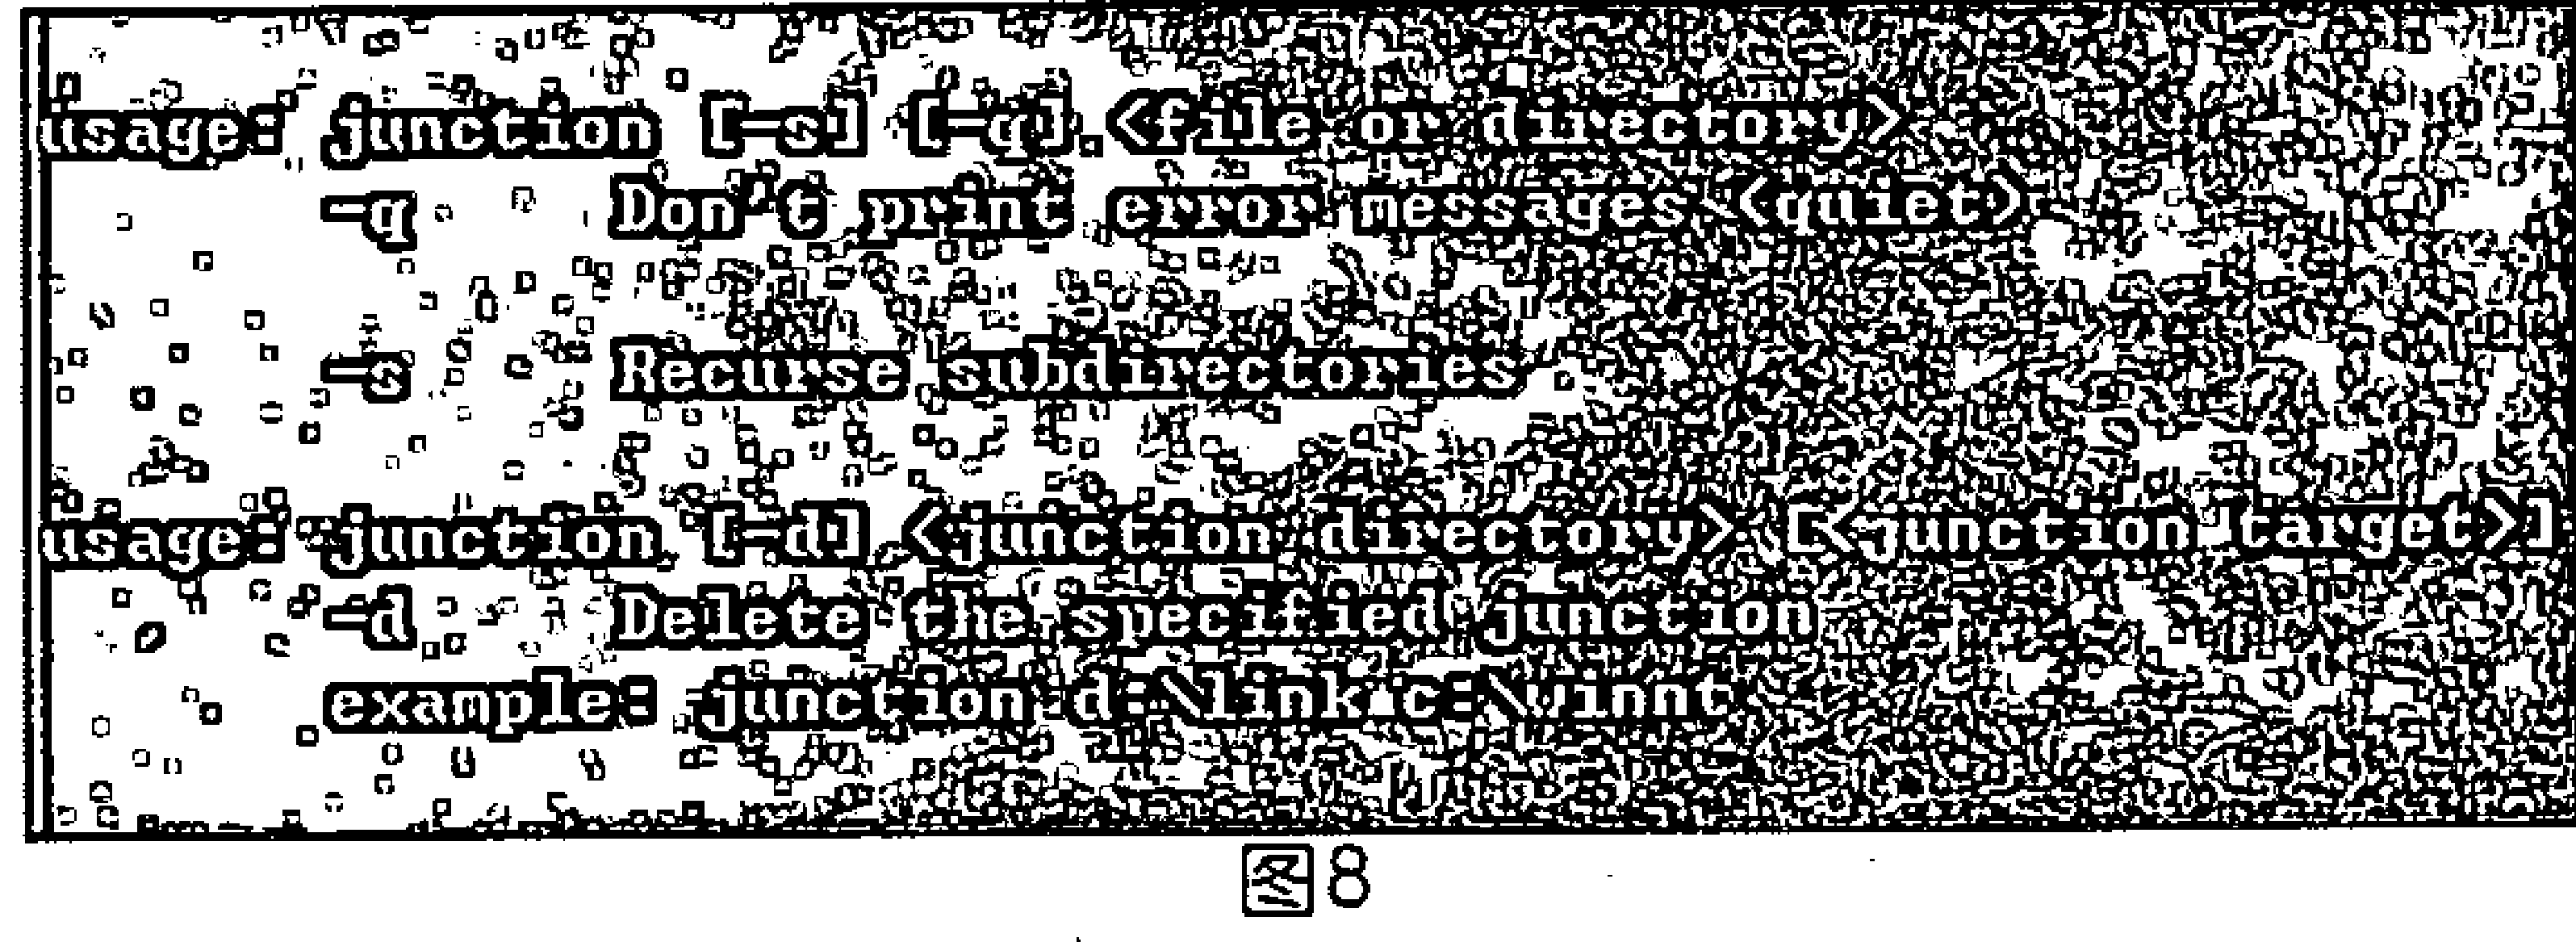 usage: junction [-s] [-q] <file or directory>
-q Don't print error messages <quiet>
-s Recurse subdirectories
usage: junction [-d] <junction directory> [<junction target>]
-d Delete the specified junction
example: junction d:\link c:\winnt
图8